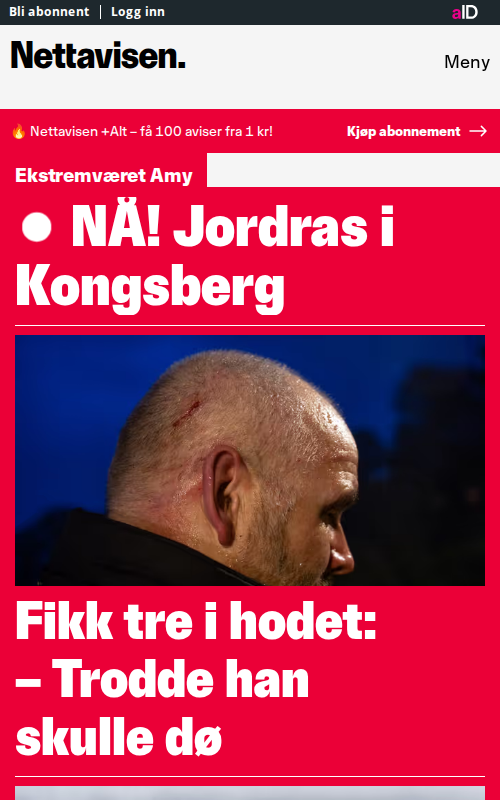 Bli abonnent | Logg inn
aID
Nettavisen.
Meny
🔥 Nettavisen +Alt – få 100 aviser fra 1 kr!
Kjøp abonnement →
Ekstremværet Amy
NÅ! Jordras i
Kongsberg
Fikk tre i hodet:
– Trodde han
skulle dø